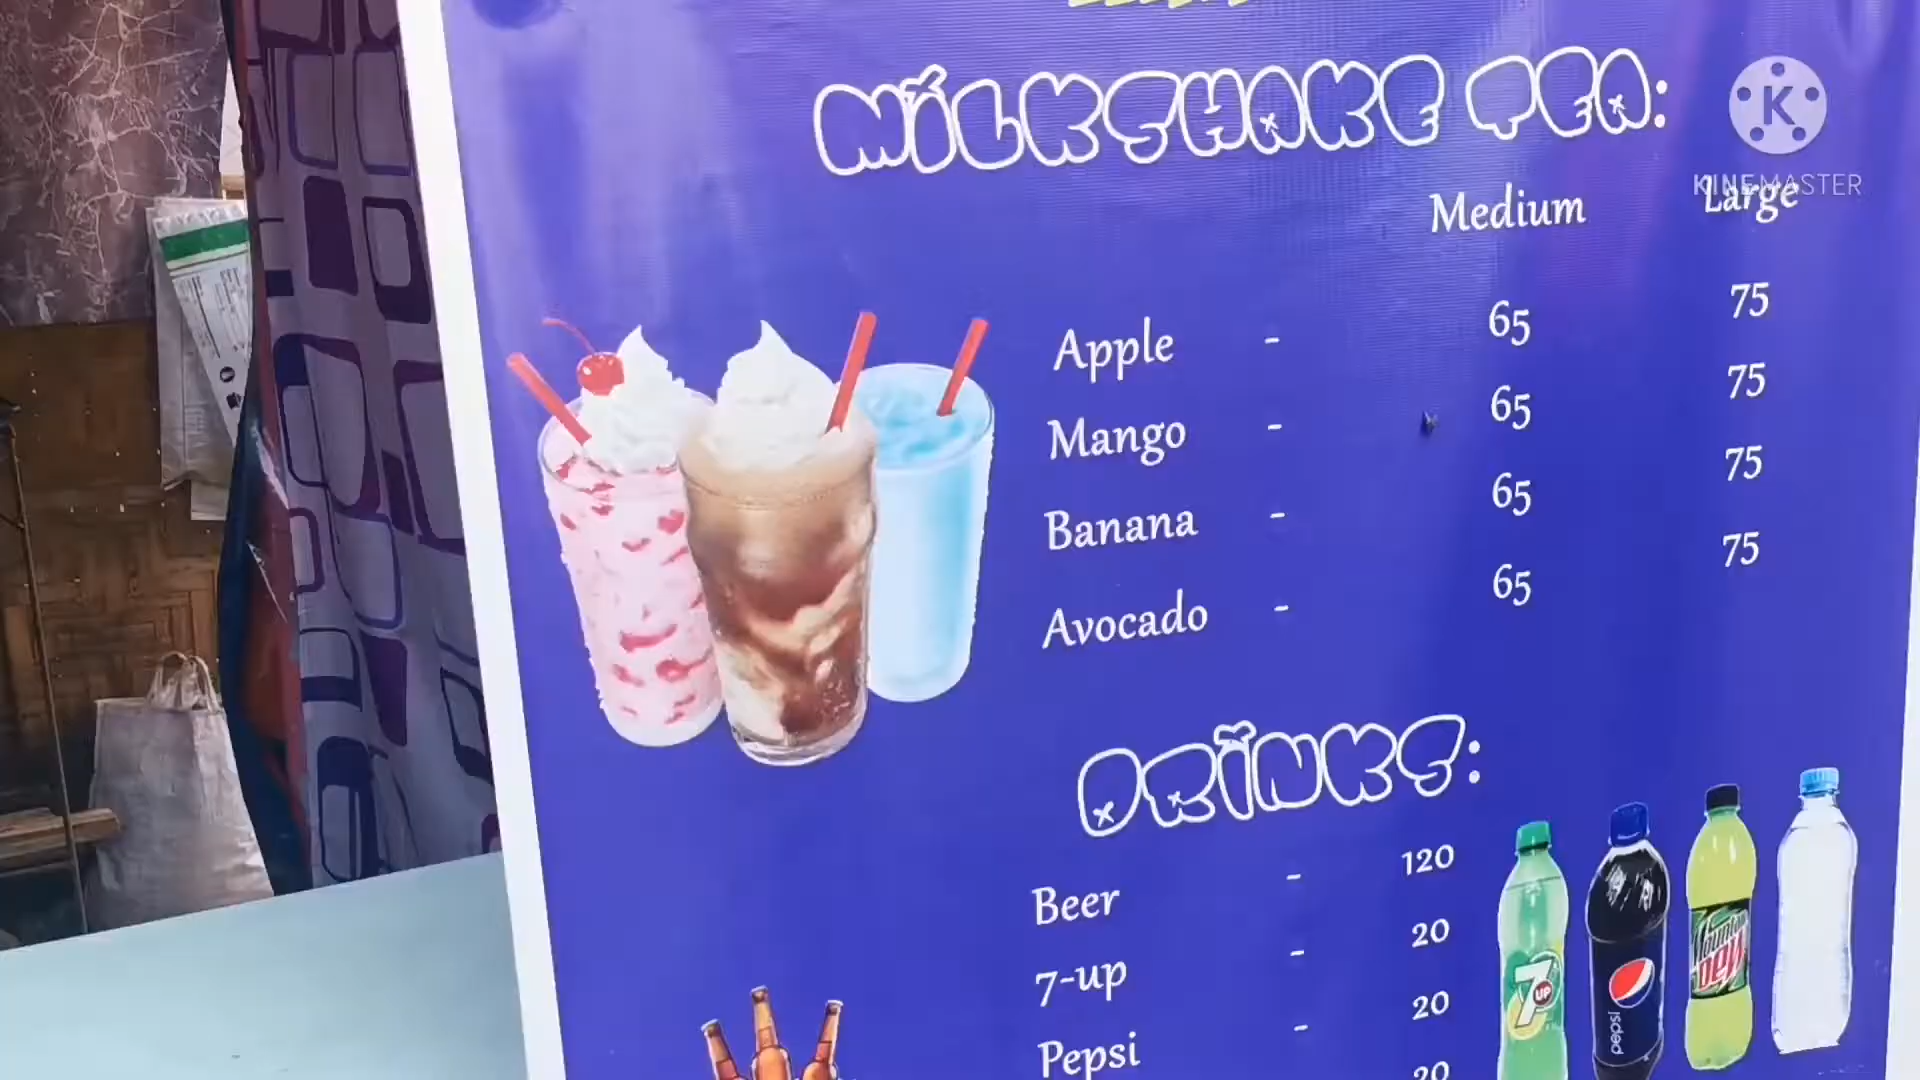 MILKSHAKE TEA:
KINEMASTER
Medium Large
Apple - 65 75
Mango - 65 75
Banana - 65 75
Avocado - 65 75
DRINKS:
Beer - 120
7-up - 20
Pepsi - 20
20
7UP
pepsi
Mountain Dew